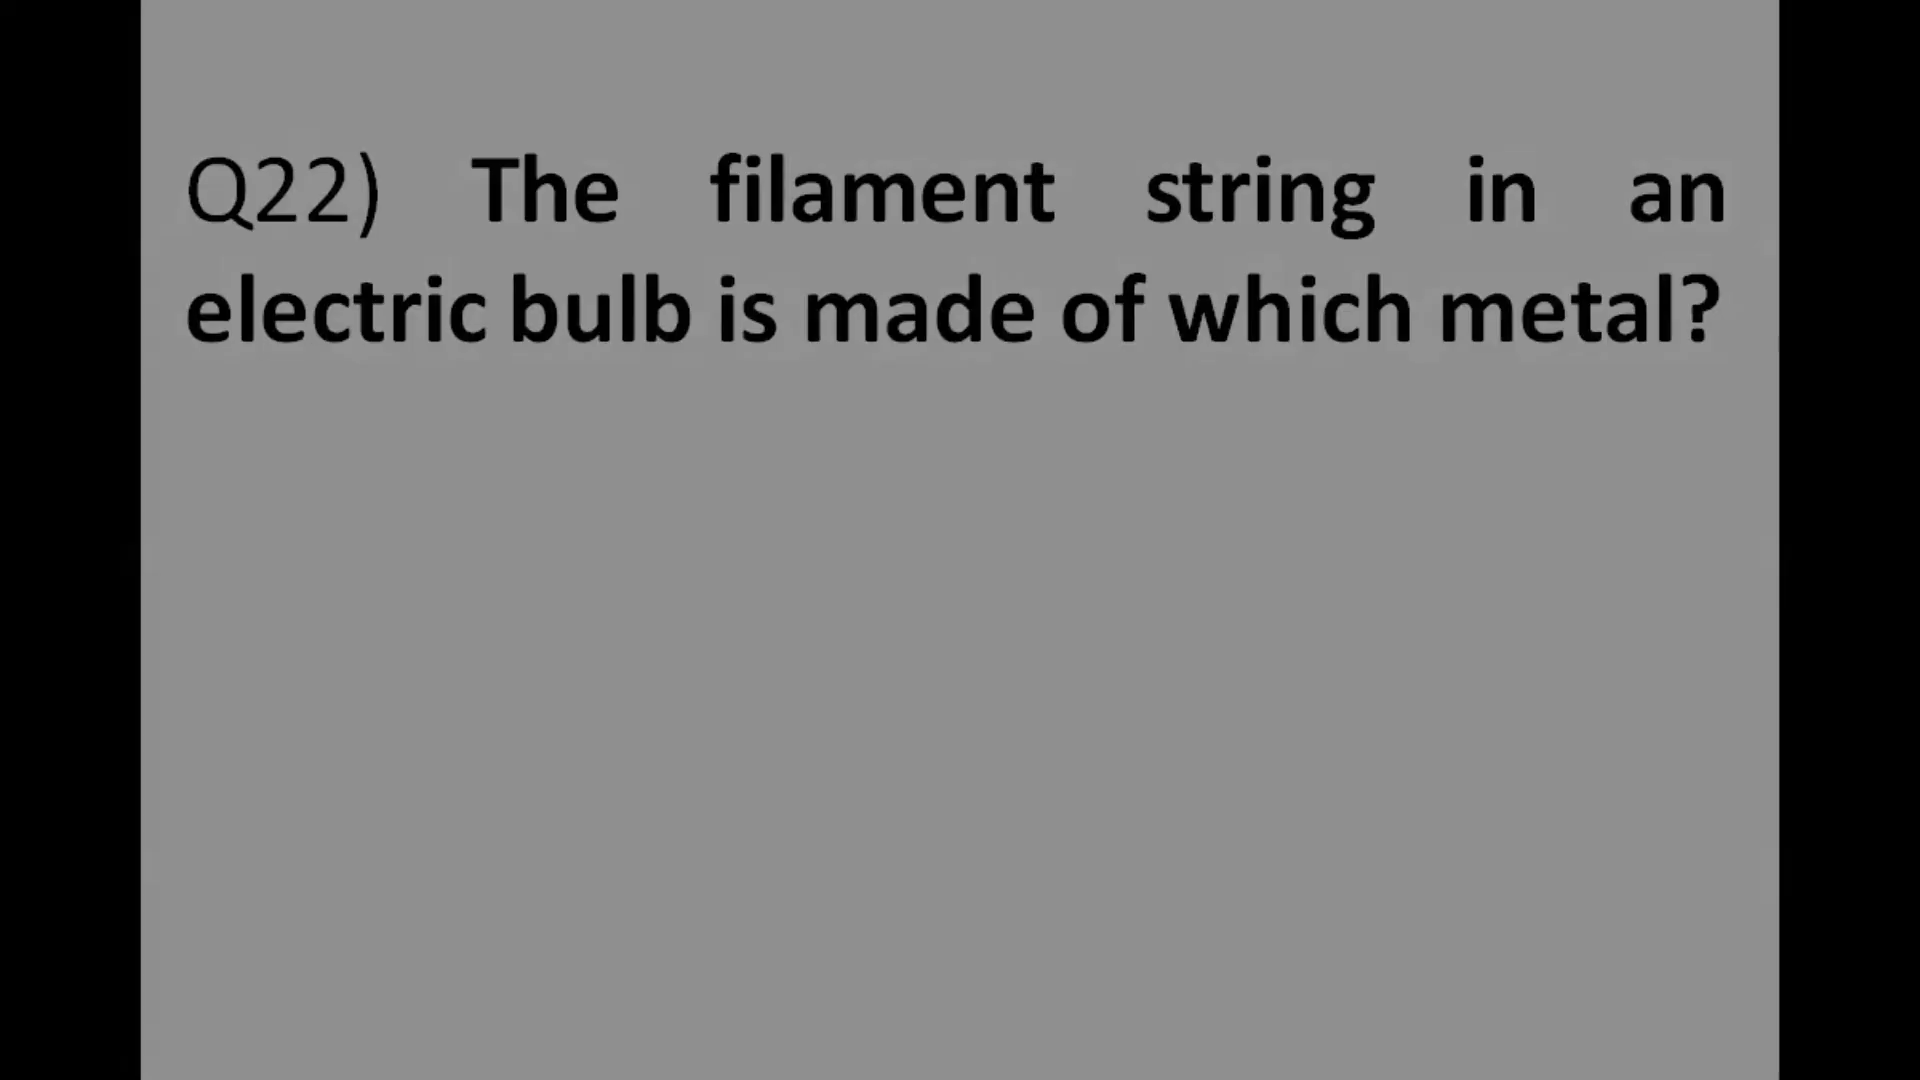 Q22) The filament string in an
electric bulb is made of which metal?